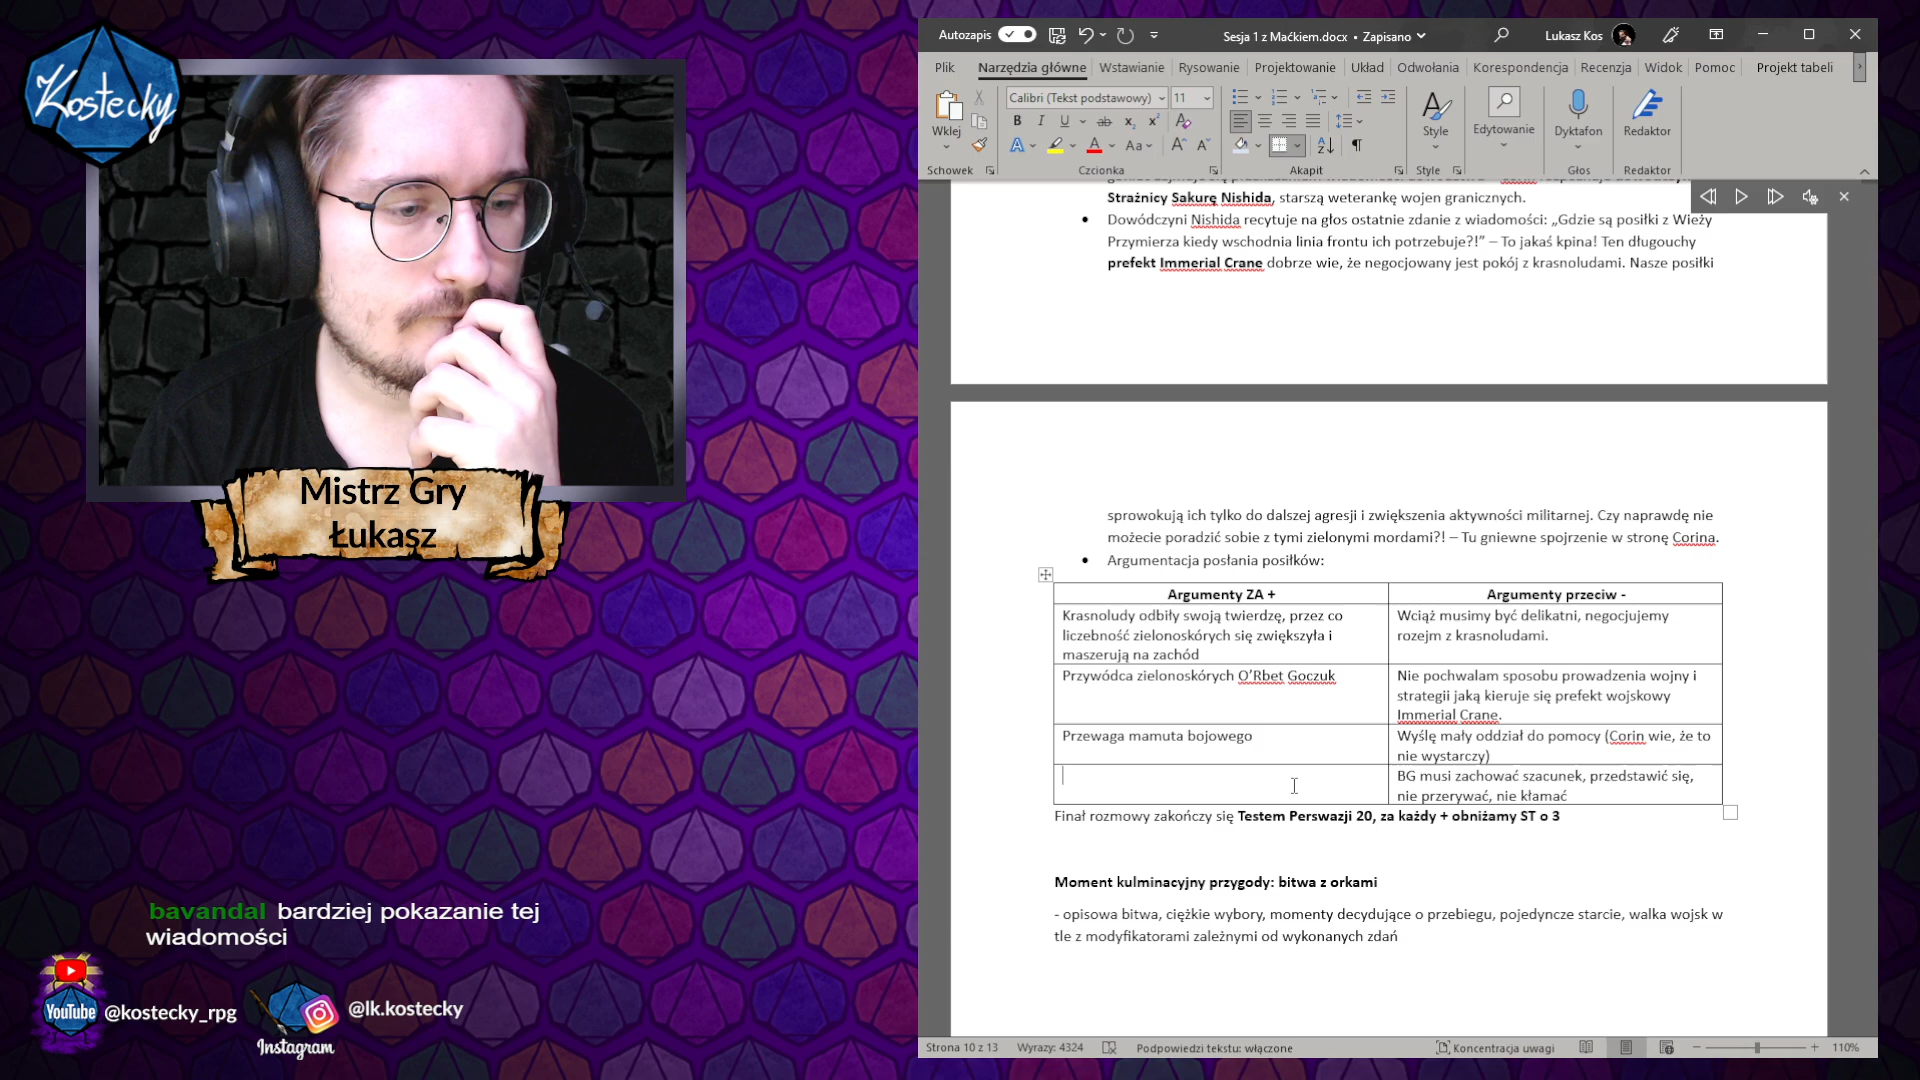 Kostecky
Mistrz Gry
Łukasz
bavandal bardziej pokazanie tej
wiadomości
YouTube @kostecky_rpg
Instagram @lk.kostecky
Autozapis
Sesja 1 z Maćkiem.docx • Zapisano
Lukasz Kos
Plik Narzędzia główne Wstawianie Rysowanie Projektowanie Układ Odwołania Korespondencja Recenzja Widok Pomoc Projekt tabeli
Wklej
Calibri (Tekst podstawowy) 11
Style
Edytowanie
Dyktafon
Redaktor
Schowek Czcionka Akapit Style Głos Redaktor
Strażnicy Sakurę Nishida, starszą weterankę wojen granicznych.
• Dowódczyni Nishida recytuje na głos ostatnie zdanie z wiadomości: „Gdzie są posiłki z Wieży
Przymierza kiedy wschodnia linia frontu ich potrzebuje?!” – To jakaś kpina! Ten długouchy
prefekt Immerial Crane dobrze wie, że negocjowany jest pokój z krasnoludami. Nasze posiłki
sprowokują ich tylko do dalszej agresji i zwiększenia aktywności militarnej. Czy naprawdę nie
możecie poradzić sobie z tymi zielonymi mordami?! – Tu gniewne spojrzenie w stronę Corina.
• Argumentacja posłania posiłków:
Argumenty ZA +
Argumenty przeciw -
Krasnoludy odbiły swoją twierdzę, przez co
liczebność zielonoskórych się zwiększyła i
maszerują na zachód
Wciąż musimy być delikatni, negocjujemy
rozejm z krasnoludami.
Przywódca zielonoskórych O’Rbet Goczuk
Nie pochwalam sposobu prowadzenia wojny i
strategii jaką kieruje się prefekt wojskowy
Immerial Crane.
Przewaga mamuta bojowego
Wyślę mały oddział do pomocy (Corin wie, że to
nie wystarczy)
BG musi zachować szacunek, przedstawić się,
nie przerywać, nie kłamać
Finał rozmowy zakończy się Testem Perswazji 20, za każdy + obniżamy ST o 3
Moment kulminacyjny przygody: bitwa z orkami
- opisowa bitwa, ciężkie wybory, momenty decydujące o przebiegu, pojedyncze starcie, walka wojsk w
tle z modyfikatorami zależnymi od wykonanych zdań
Strona 10 z 13 Wyrazy: 4324 Podpowiedzi tekstu: włączone Koncentracja uwagi 110%